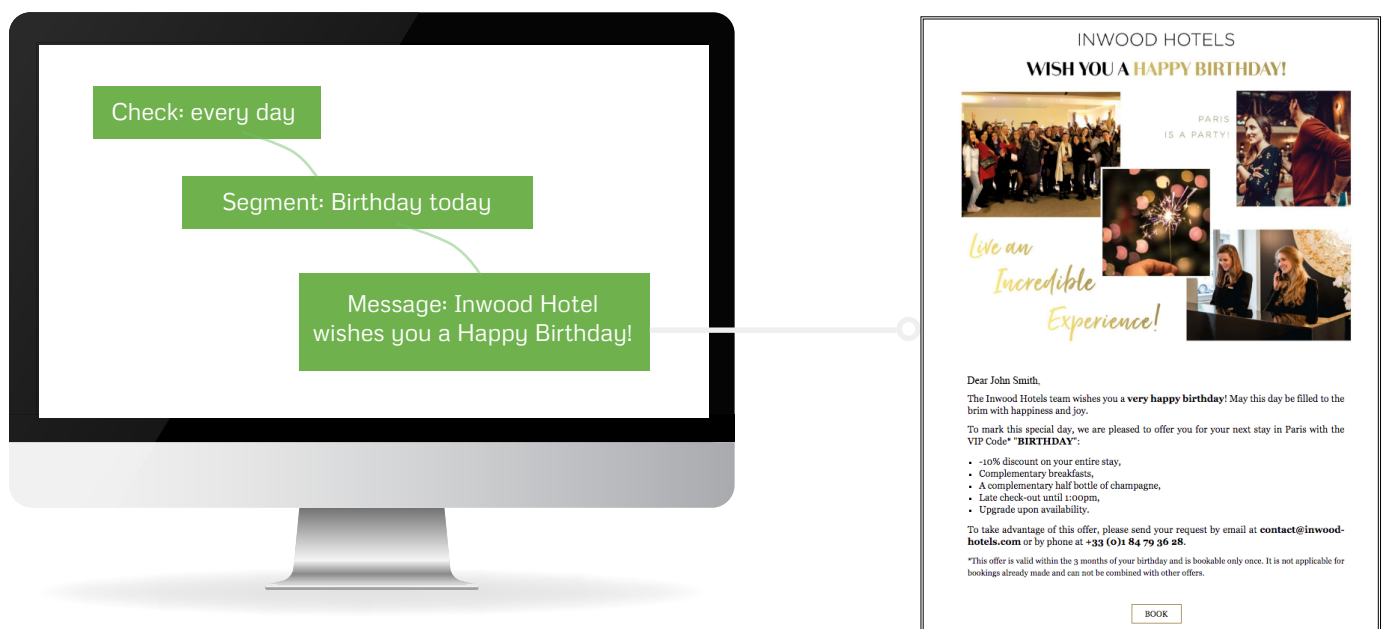 Check: every day
Segment: Birthday today
Message: Inwood Hotel
wishes you a Happy Birthday!
INWOOD HOTELS
WISH YOU A HAPPY BIRTHDAY!
PARIS
IS A PARTY!
Live an
Incredible
Experience!
Dear John Smith,
The Inwood Hotels team wishes you a very happy birthday! May this day be filled to the
brim with happiness and joy.
To mark this special day, we are pleased to offer you for your next stay in Paris with the
VIP Code* "BIRTHDAY":
▪ -10% discount on your entire stay,
▪ Complementary breakfasts,
▪ A complementary half bottle of champagne,
▪ Late check-out until 1:00pm,
▪ Upgrade upon availability.
To take advantage of this offer, please send your request by email at contact@inwood-
hotels.com or by phone at +33 (0)1 84 79 36 28.
*This offer is valid within the 3 months of your birthday and is bookable only once. It is not applicable for
bookings already made and can not be combined with other offers.
BOOK